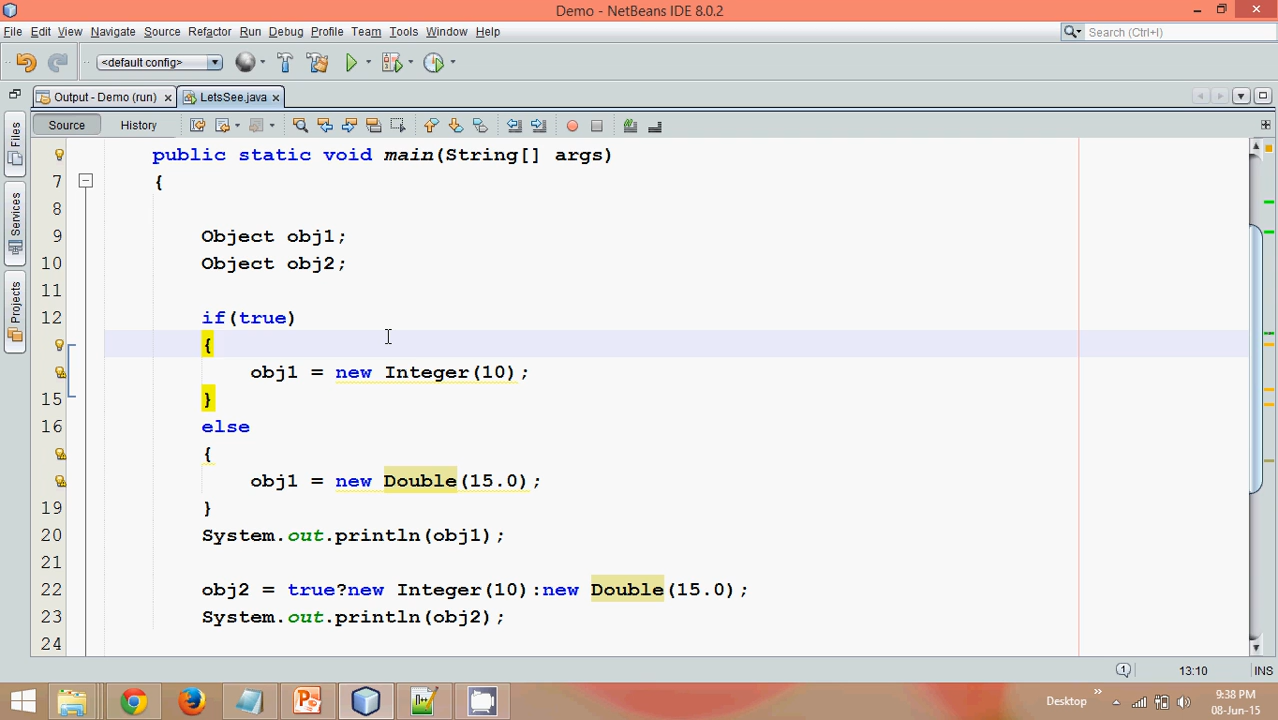 Demo - NetBeans IDE 8.0.2
File Edit View Navigate Source Refactor Run Debug Profile Team Tools Window Help
Search (Ctrl+I)
<default config>
Output - Demo (run) LetsSee.java
Source History
Files
Services
Projects
public static void main(String[] args)
7 {
8
9 Object obj1;
10 Object obj2;
11
12 if(true)
{
obj1 = new Integer(10);
15 }
16 else
{
obj1 = new Double(15.0);
19 }
20 System.out.println(obj1);
21
22 obj2 = true?new Integer(10):new Double(15.0);
23 System.out.println(obj2);
24
1 13:10 INS
Desktop
9:38 PM
08-Jun-15